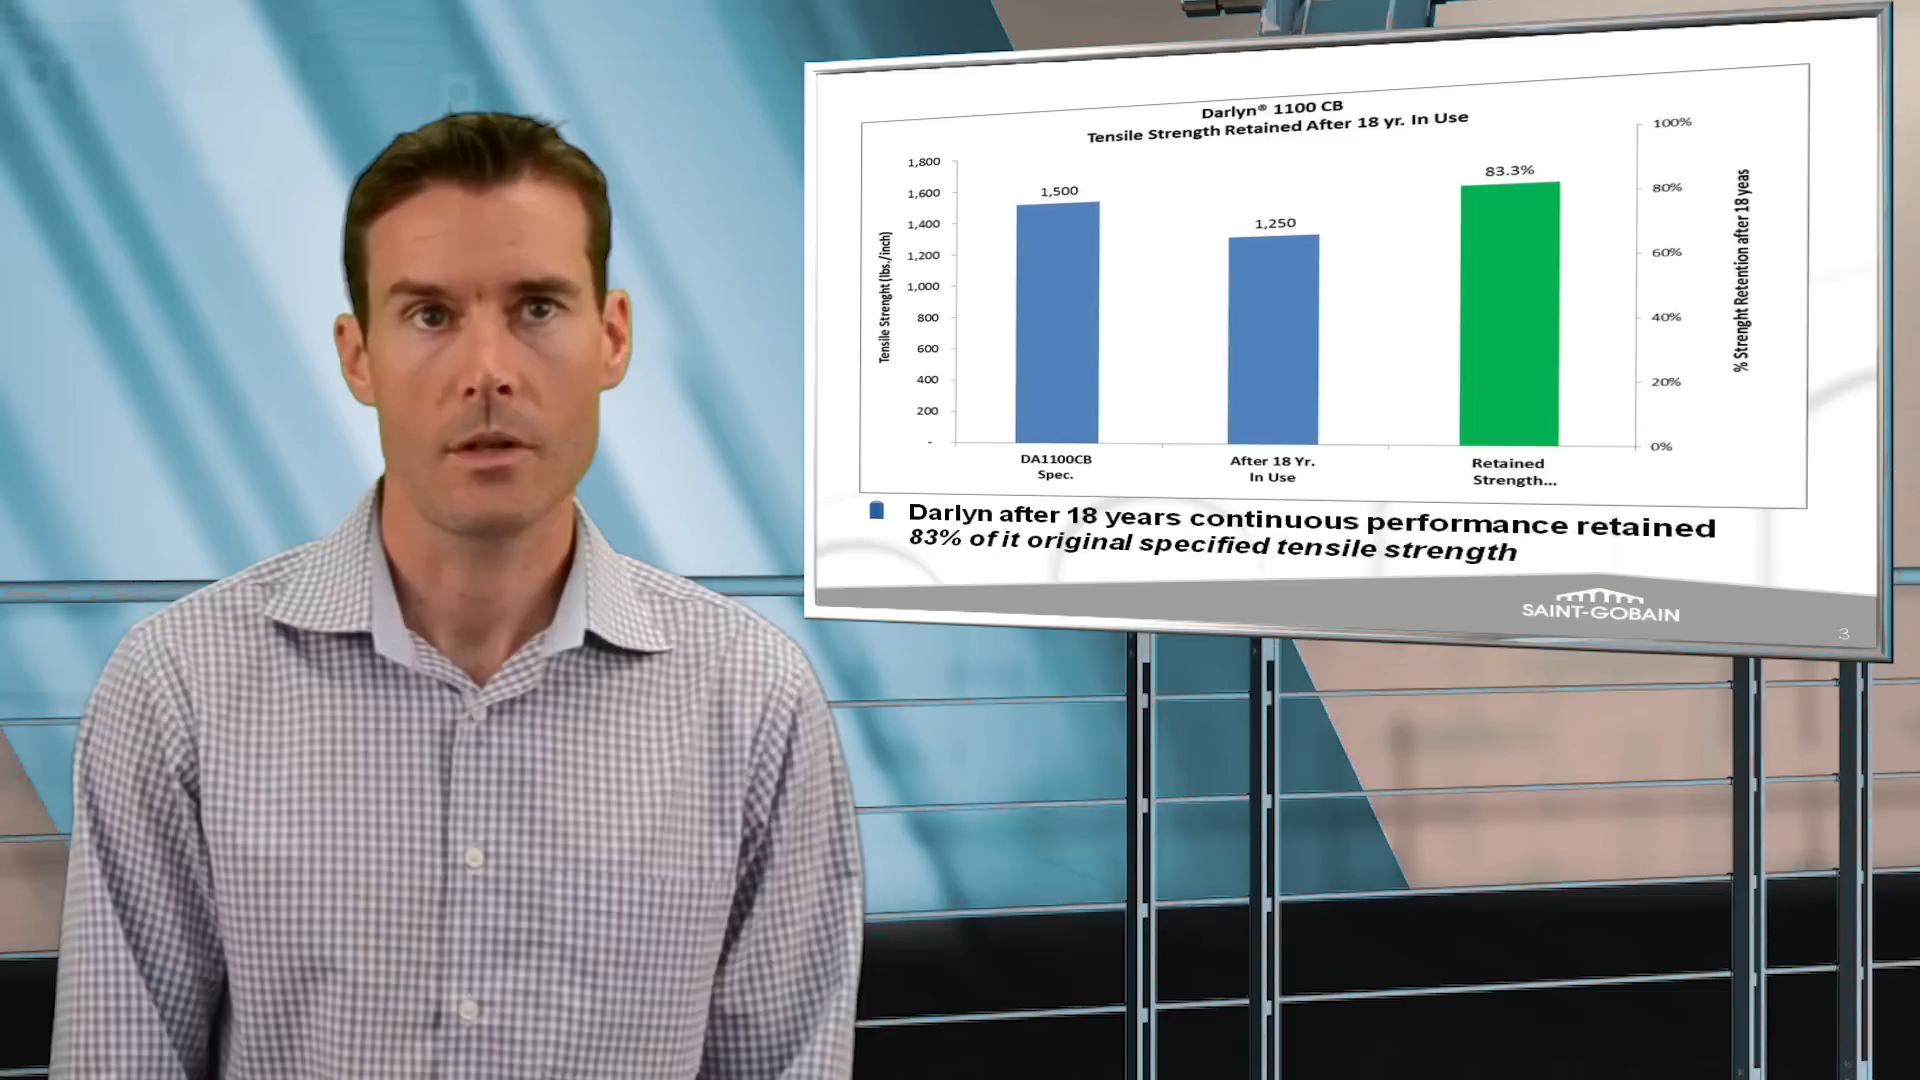 Darlyn® 1100 CB
Tensile Strength Retained After 18 yr. In Use
Tensile Strenght (lbs./inch)
1,800
1,600
1,400
1,200
1,000
800
600
400
200
-
1,500
1,250
83.3%
100%
80%
60%
40%
20%
0%
% Strenght Retention after 18 yeas
DA1100CB
Spec.
After 18 Yr.
In Use
Retained
Strength...
Darlyn after 18 years continuous performance retained
83% of it original specified tensile strength
SAINT-GOBAIN
3